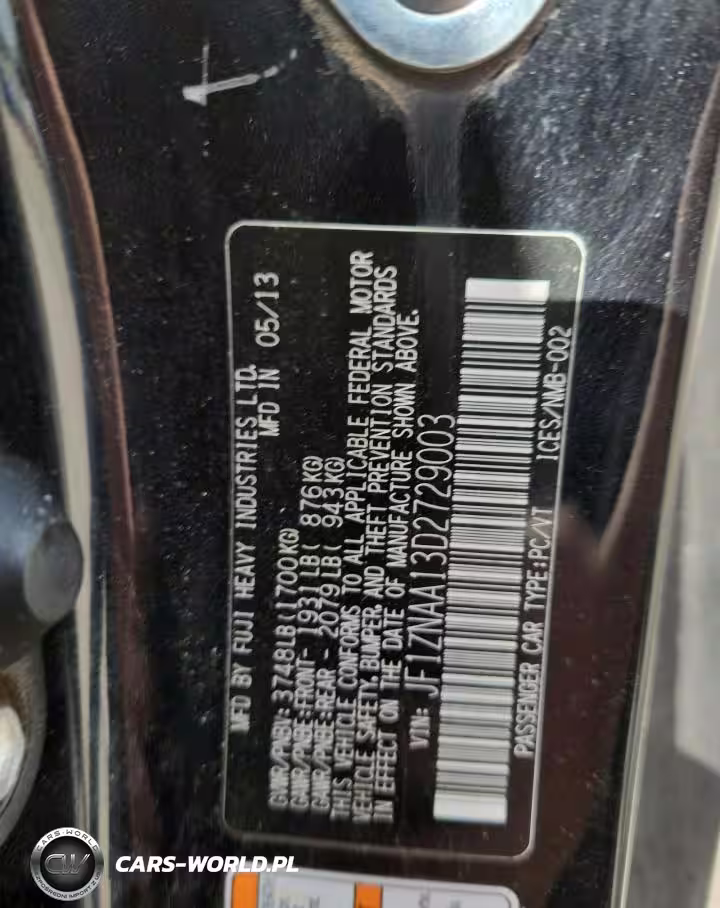 MFD BY FUJI HEAVY INDUSTRIES LTD.
MFD IN 05/13
GVWR/PNBV: 3748LB(1700KG)
GAWR/PNBE:FRONT- 1931LB( 876KG)
GAWR/PNBE:REAR - 2079LB( 943KG)
THIS VEHICLE CONFORMS TO ALL APPLICABLE FEDERAL MOTOR
VEHICLE SAFETY, BUMPER, AND THEFT PREVENTION STANDARDS
IN EFFECT ON THE DATE OF MANUFACTURE SHOWN ABOVE.
VIN: JF1ZNAA13D2729003
PASSENGER CAR TYPE:PC/VT ICES/NMB-002
CARS-WORLD
CW
CARS-WORLD.PL